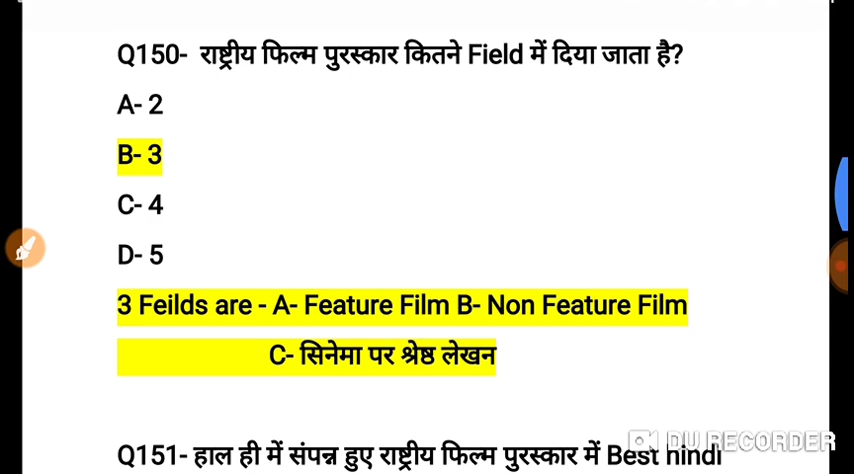 Q150- राष्ट्रीय फिल्म पुरस्कार कितने Field में दिया जाता है?
A- 2
B- 3
C- 4
D- 5
3 Feilds are - A- Feature Film B- Non Feature Film
C- सिनेमा पर श्रेष्ठ लेखन
DU RECORDER
Q151- हाल ही में संपन्न हुए राष्ट्रीय फिल्म पुरस्कार में Best hindi